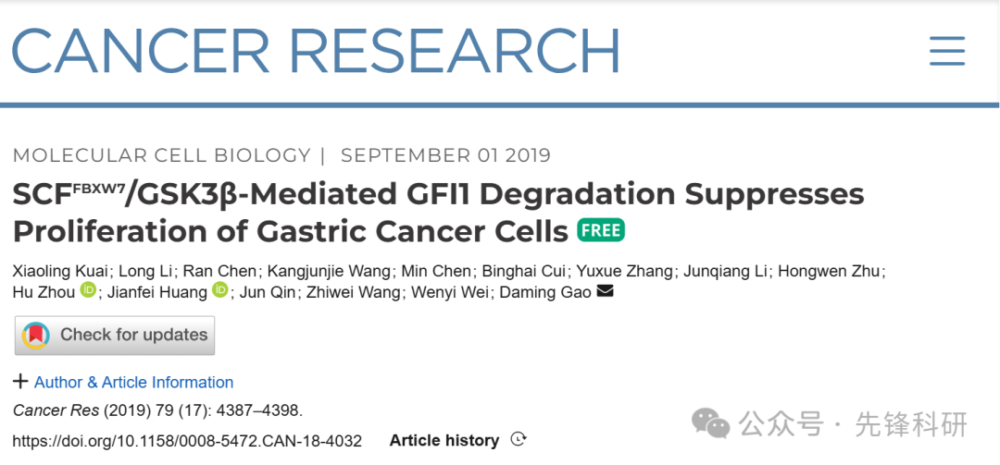 CANCER RESEARCH
MOLECULAR CELL BIOLOGY | SEPTEMBER 01 2019
SCFᶠᴮˣᵂ⁷/GSK3β-Mediated GFI1 Degradation Suppresses
Proliferation of Gastric Cancer Cells FREE
Xiaoling Kuai; Long Li; Ran Chen; Kangjunjie Wang; Min Chen; Binghai Cui; Yuxue Zhang; Junqiang Li; Hongwen Zhu;
Hu Zhou iD; Jianfei Huang iD; Jun Qin; Zhiwei Wang; Wenyi Wei; Daming Gao
Check for updates
+ Author & Article Information
Cancer Res (2019) 79 (17): 4387–4398.
https://doi.org/10.1158/0008-5472.CAN-18-4032 Article history
公众号 · 先锋科研